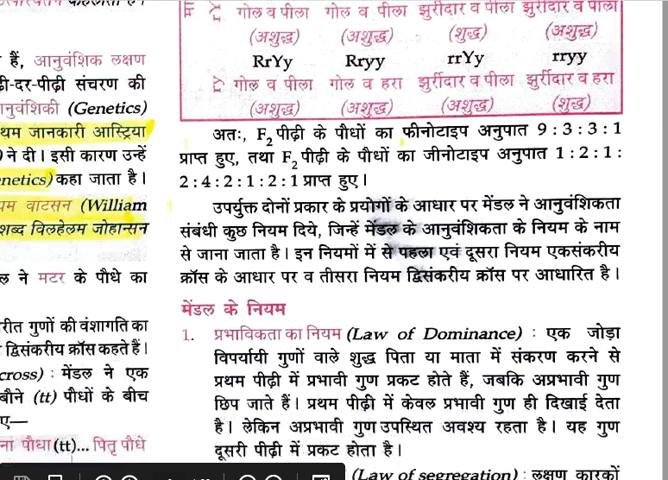 हैं, आनुवंशिक लक्षण
ढ़ी-दर-पीढ़ी संचरण की
ानुवंशिकी (Genetics)
थम जानकारी आस्ट्रिया
ने दी। इसी कारण उन्हें
enetics) कहा जाता है।
यम वाटसन (William
शब्द विलहेल्म जोहान्सन
ल ने मटर के पौधे का
रीत गुणों की वंशागति का
द्विसंकरीय क्रॉस कहते हैं।
cross) : मेंडल ने एक
बौने (tt) पौधों के बीच
ए—
ना पौधा (tt)... पितृ पौधे
गोल व पीला गोल व पीला झुर्रीदार व पीला झुर्रीदार व पीला
(अशुद्ध) (अशुद्ध) (शुद्ध) (अशुद्ध)
RrYy Rryy rrYy rryy
गोल व पीला गोल व हरा झुर्रीदार व पीला झुर्रीदार व हरा
(अशुद्ध) (अशुद्ध) (अशुद्ध) (शुद्ध)
अतः, F₂ पीढ़ी के पौधों का फीनोटाइप अनुपात 9 : 3 : 3 : 1
प्राप्त हुए, तथा F₂ पीढ़ी के पौधों का जीनोटाइप अनुपात 1 : 2 : 1 :
2 : 4 : 2 : 1 : 2 : 1 प्राप्त हुए।
उपर्युक्त दोनों प्रकार के प्रयोगों के आधार पर मेंडल ने आनुवंशिकता
संबंधी कुछ नियम दिये, जिन्हें मेंडल के आनुवंशिकता के नियम के नाम
से जाना जाता है। इन नियमों में से पहला एवं दूसरा नियम एकसंकरीय
क्रॉस के आधार पर व तीसरा नियम द्विसंकरीय क्रॉस पर आधारित है।
मेंडल के नियम
1. प्रभाविकता का नियम (Law of Dominance) : एक जोड़ा
विपर्यायी गुणों वाले शुद्ध पिता या माता में संकरण करने से
प्रथम पीढ़ी में प्रभावी गुण प्रकट होते हैं, जबकि अप्रभावी गुण
छिप जाते हैं। प्रथम पीढ़ी में केवल प्रभावी गुण ही दिखाई देता
है। लेकिन अप्रभावी गुण उपस्थित अवश्य रहता है। यह गुण
दूसरी पीढ़ी में प्रकट होता है।
(Law of segregation) : लक्षण कारकों